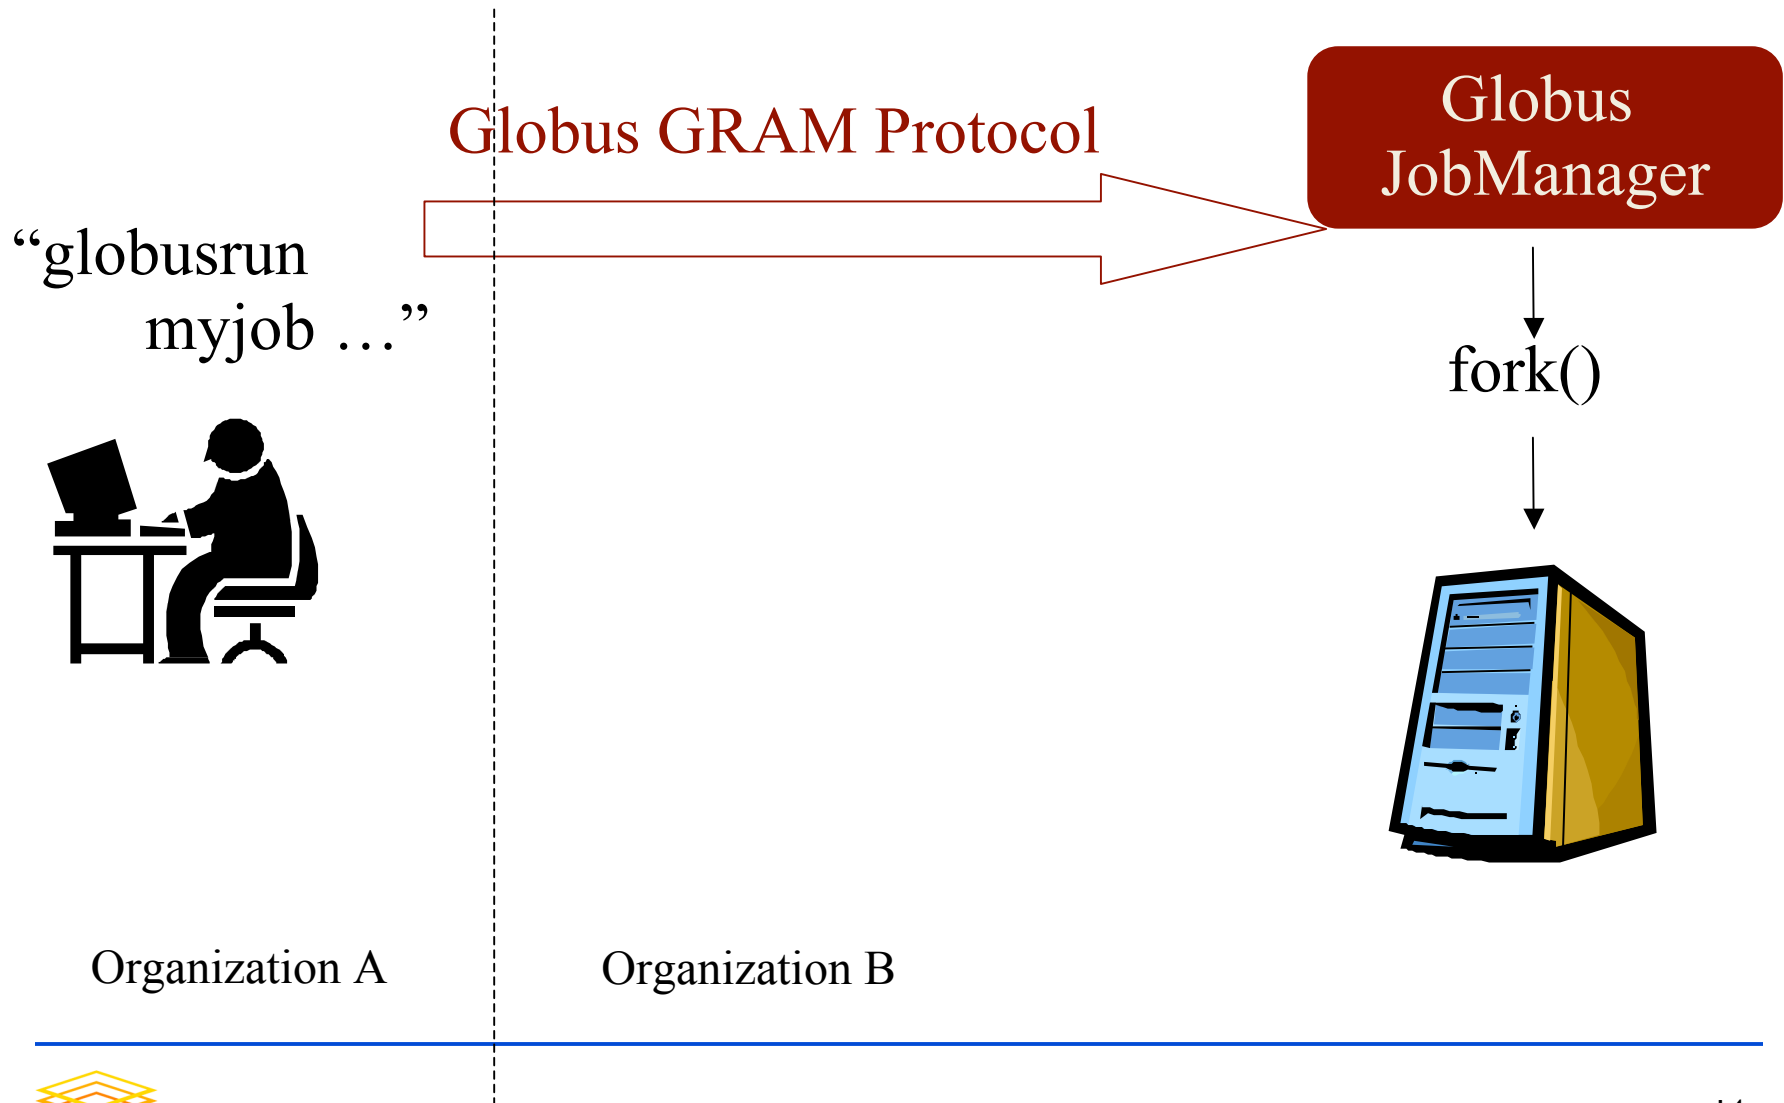 Globus
JobManager
Globus GRAM Protocol
“globusrun
myjob …”
fork()
Organization A
Organization B